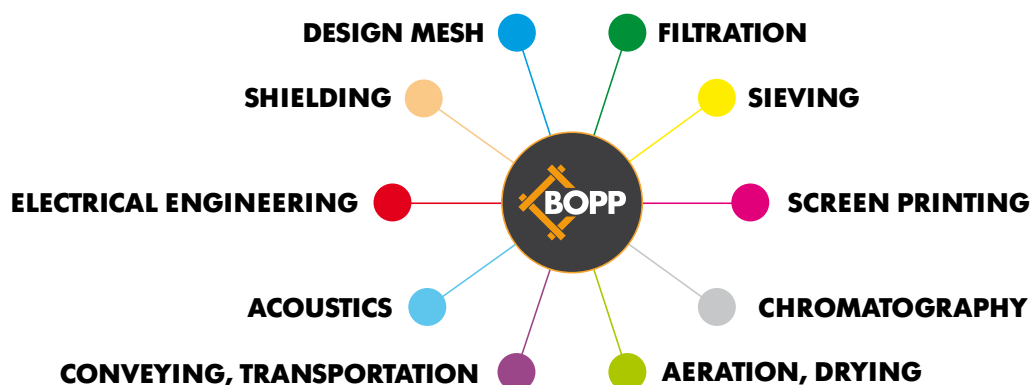 DESIGN MESH
FILTRATION
SHIELDING
SIEVING
ELECTRICAL ENGINEERING
BOPP
SCREEN PRINTING
ACOUSTICS
CHROMATOGRAPHY
CONVEYING, TRANSPORTATION
AERATION, DRYING